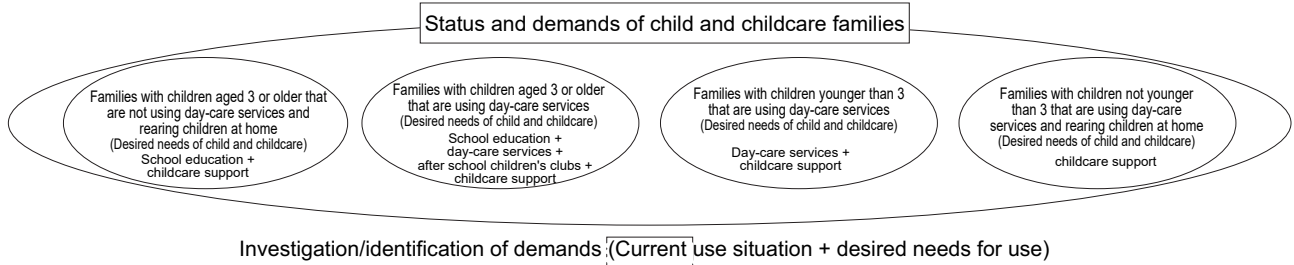 Status and demands of child and childcare families
Families with children aged 3 or older that
are not using day-care services and
rearing children at home
(Desired needs of child and childcare)
School education +
childcare support
Families with children aged 3 or older
that are using day-care services
(Desired needs of child and childcare)
School education +
day-care services +
after school children's clubs +
childcare support
Families with children younger than 3
that are using day-care services
(Desired needs of child and childcare)
Day-care services +
childcare support
Families with children not younger
than 3 that are using day-care
services and rearing children at home
(Desired needs of child and childcare)
childcare support
Investigation/identification of demands (Current use situation + desired needs for use)